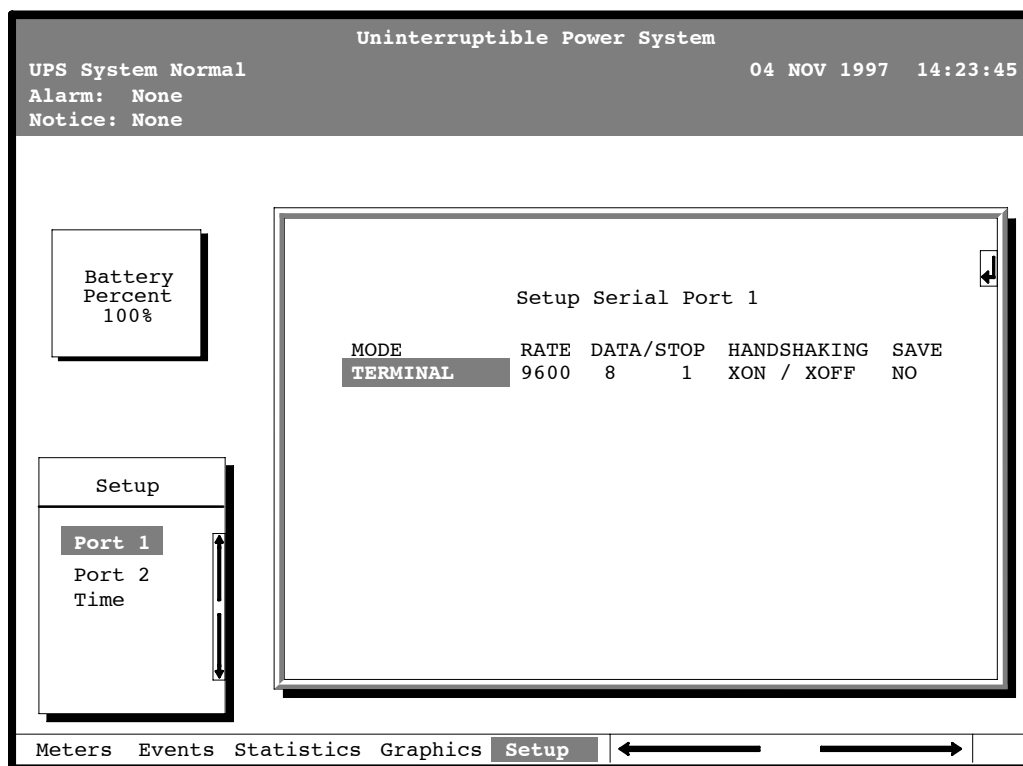 Uninterruptible Power System
UPS System Normal 04 NOV 1997 14:23:45
Alarm: None
Notice: None
Battery
Percent
100%
Setup Serial Port 1
MODE RATE DATA/STOP HANDSHAKING SAVE
TERMINAL 9600 8 1 XON / XOFF NO
Setup
Port 1
Port 2
Time
Meters Events Statistics Graphics Setup